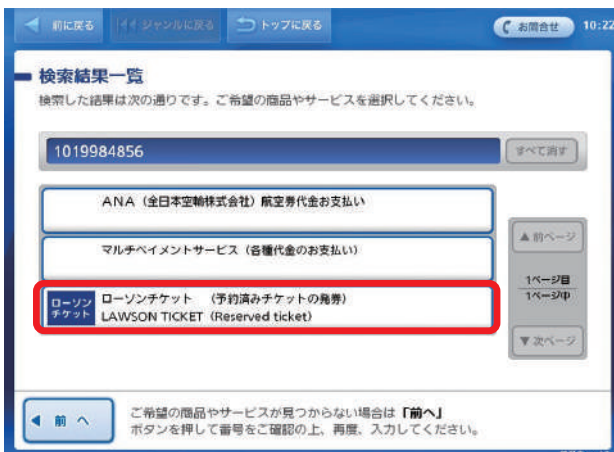 前に戻る
ジャンルに戻る
トップに戻る
お問合せ
10:22
検索結果一覧
検索した結果は次の通りです。ご希望の商品やサービスを選択してください。
1019984856
すべて消す
ANA（全日本空輸株式会社）航空券代金お支払い
マルチペイメントサービス（各種代金のお支払い）
ローソン
チケット
ローソンチケット　（予約済みチケットの発券）
LAWSON TICKET（Reserved ticket）
▲前ページ
1ページ目
1ページ中
▼次ページ
前 へ
ご希望の商品やサービスが見つからない場合は「前へ」
ボタンを押して番号をご確認の上、再度、入力してください。